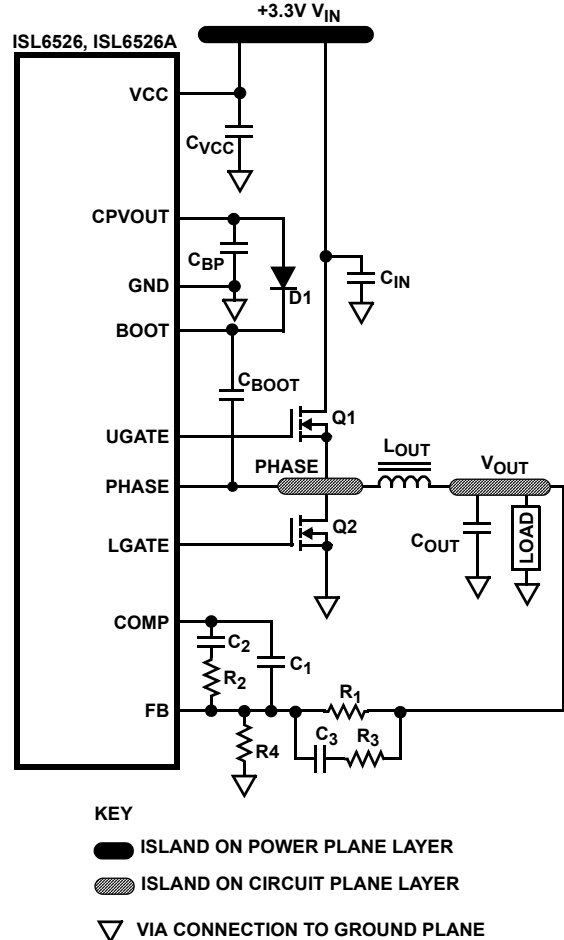 +3.3V VIN
ISL6526, ISL6526A
VCC
CVCC
CPVOUT
CBP
D1
GND
CIN
BOOT
CBOOT
Q1
UGATE
LOUT
PHASE
VOUT
PHASE
Q2
COUT
LOAD
LGATE
COMP
C2
C1
R2
R1
FB
C3
R3
R4
KEY
ISLAND ON POWER PLANE LAYER
ISLAND ON CIRCUIT PLANE LAYER
VIA CONNECTION TO GROUND PLANE